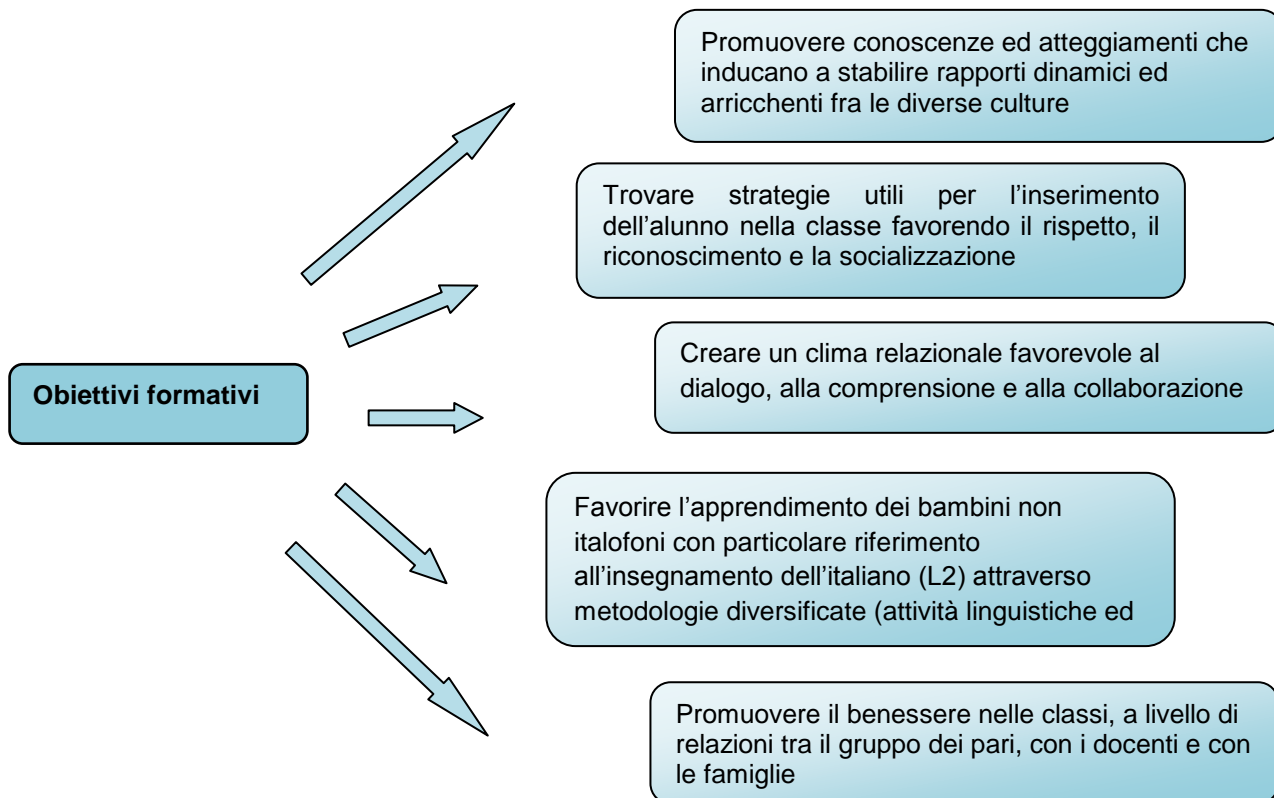 Promuovere conoscenze ed atteggiamenti che
inducano a stabilire rapporti dinamici ed
arricchenti fra le diverse culture
Trovare strategie utili per l’inserimento
dell’alunno nella classe favorendo il rispetto, il
riconoscimento e la socializzazione
Creare un clima relazionale favorevole al
dialogo, alla comprensione e alla collaborazione
Obiettivi formativi
Favorire l’apprendimento dei bambini non
italofoni con particolare riferimento
all’insegnamento dell’italiano (L2) attraverso
metodologie diversificate (attività linguistiche ed
Promuovere il benessere nelle classi, a livello di
relazioni tra il gruppo dei pari, con i docenti e con
le famiglie